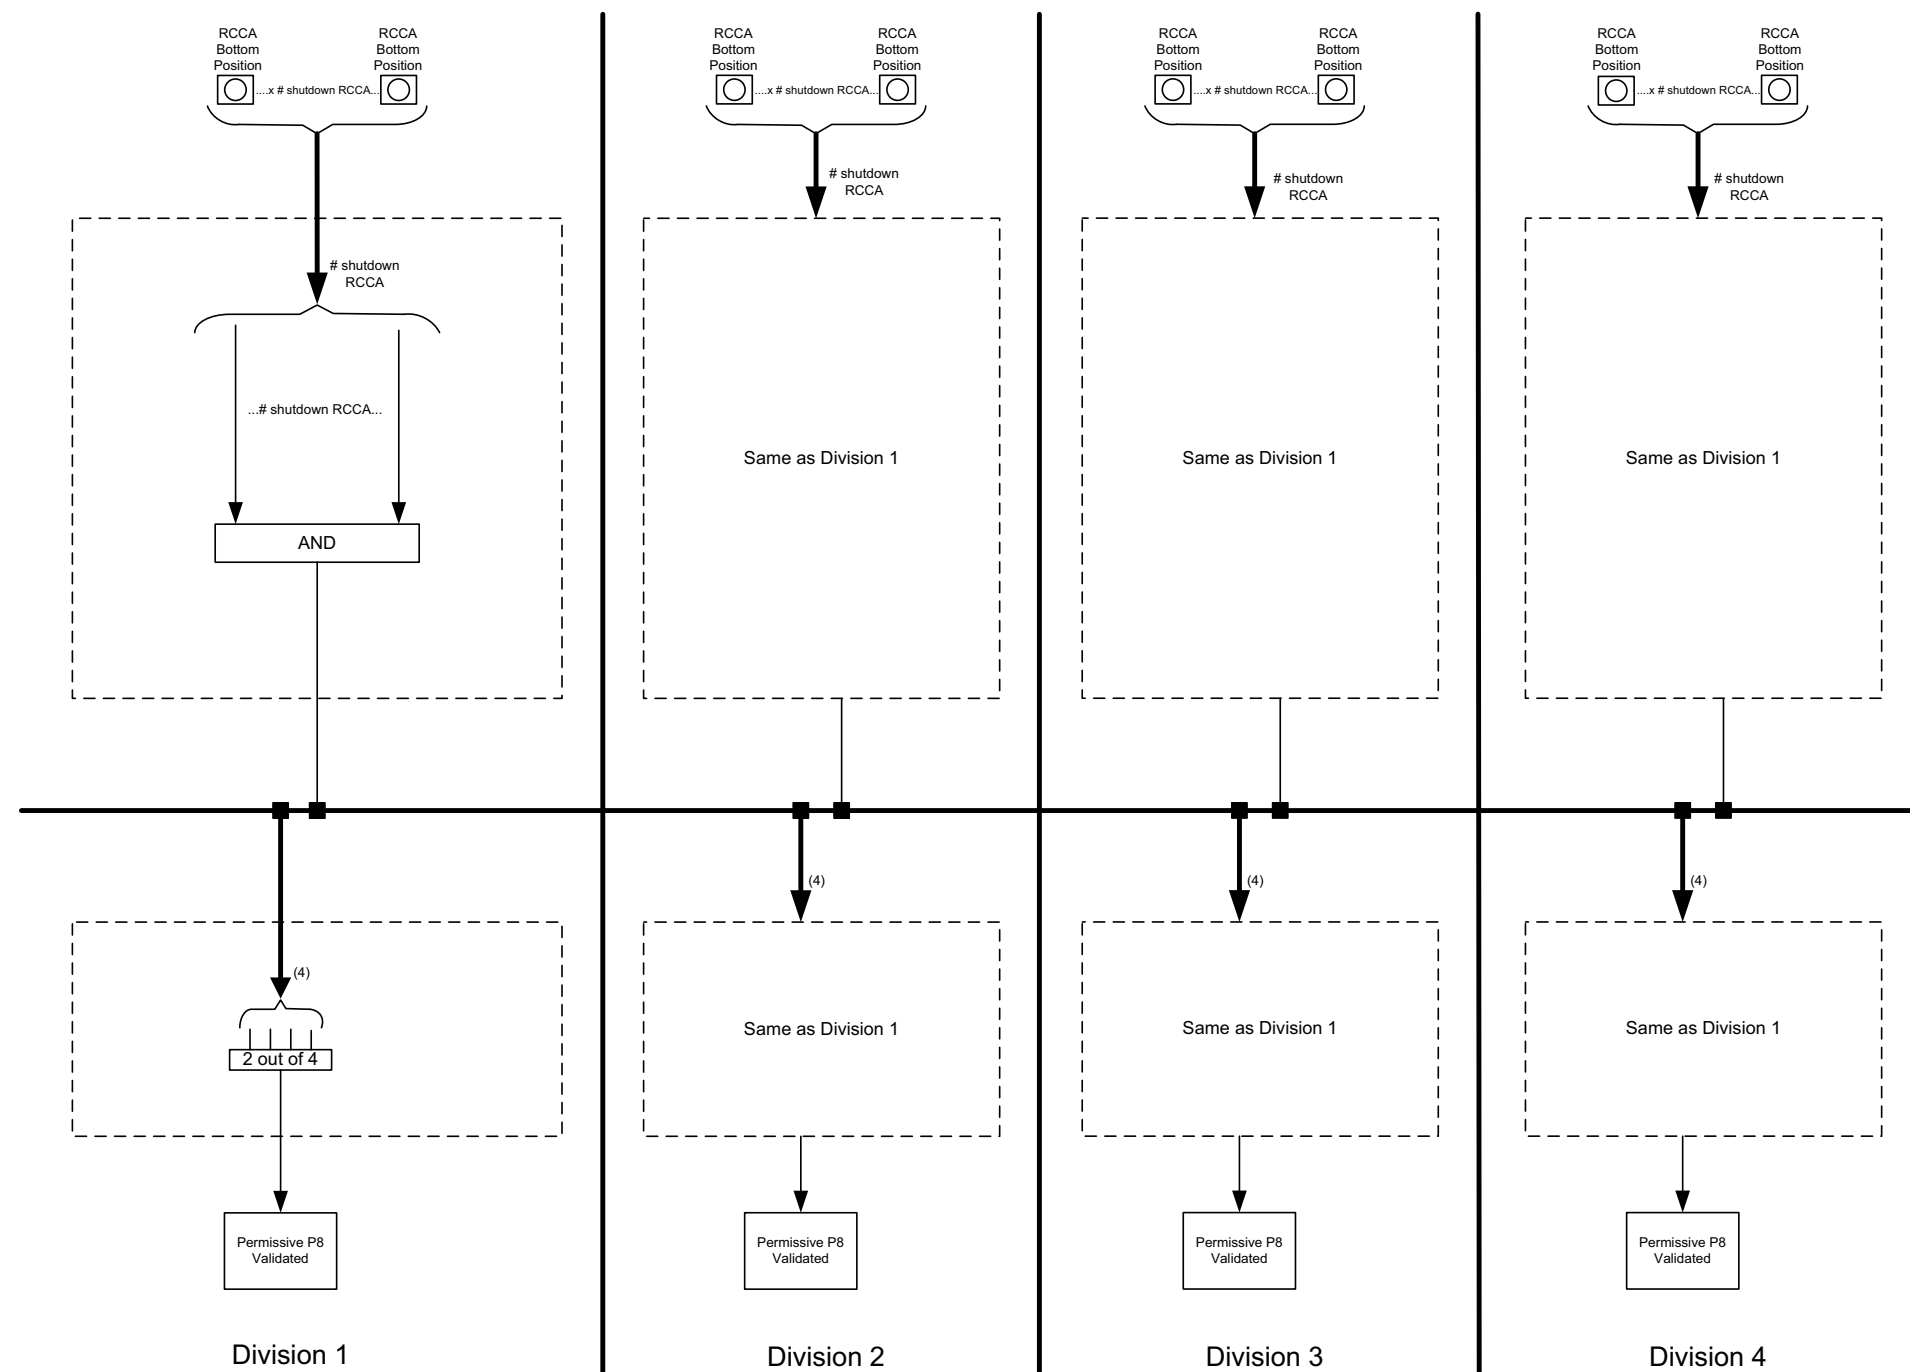 RCCA
Bottom
Position
RCCA
Bottom
Position
....x # shutdown RCCA...
# shutdown
RCCA
...# shutdown RCCA...
AND
(4)
2 out of 4
Permissive P8
Validated
Division 1
RCCA
Bottom
Position
RCCA
Bottom
Position
....x # shutdown RCCA...
# shutdown
RCCA
Same as Division 1
(4)
Same as Division 1
Permissive P8
Validated
Division 2
RCCA
Bottom
Position
RCCA
Bottom
Position
....x # shutdown RCCA...
# shutdown
RCCA
Same as Division 1
(4)
Same as Division 1
Permissive P8
Validated
Division 3
RCCA
Bottom
Position
RCCA
Bottom
Position
....x # shutdown RCCA...
# shutdown
RCCA
Same as Division 1
(4)
Same as Division 1
Permissive P8
Validated
Division 4